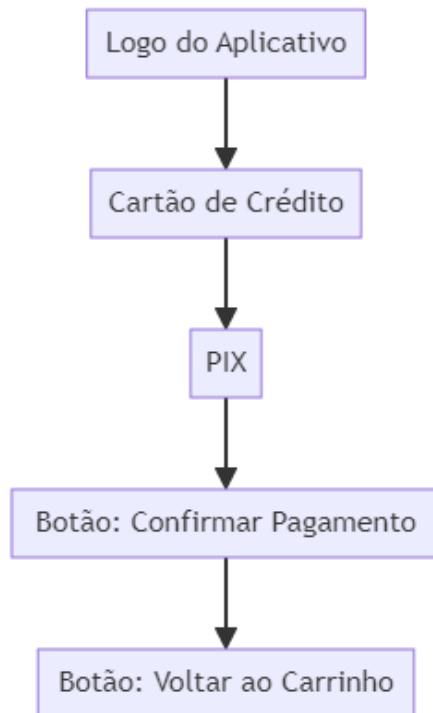 Logo do Aplicativo
Cartão de Crédito
PIX
Botão: Confirmar Pagamento
Botão: Voltar ao Carrinho